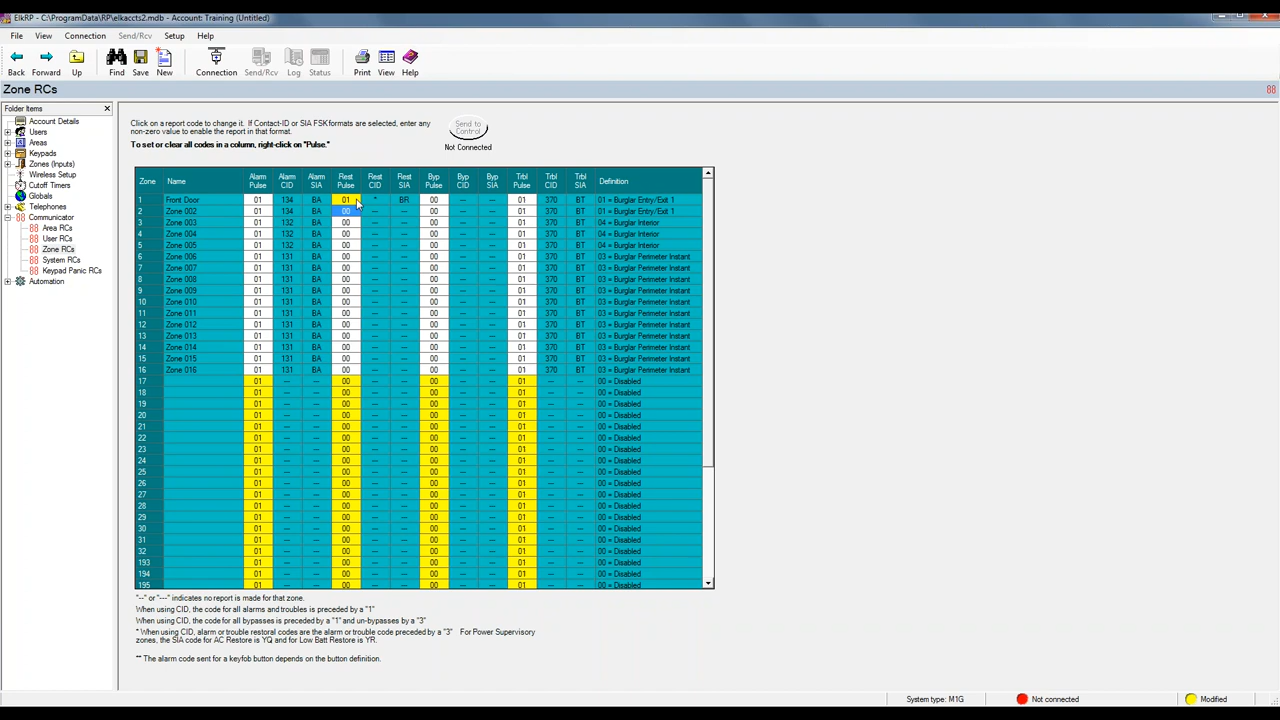 ElkRP - C:\ProgramData\RP\elkaccts2.mdb - Account: Training (Untitled)
File View Connection Send/Rcv Setup Help
Back Forward Up Find Save New Connection Send/Rcv Log Status Print View Help
Zone RCs
88
Folder Items
Account Details
Users
Areas
Keypads
Zones (Inputs)
Wireless Setup
Cutoff Timers
Globals
Telephones
Communicator
88 Area RCs
88 User RCs
88 Zone RCs
88 System RCs
88 Keypad Panic RCs
Automation
Click on a report code to change it. If Contact-ID or SIA FSK formats are selected, enter any
non-zero value to enable the report in that format.
To set or clear all codes in a column, right-click on "Pulse."
Send to
Control
Not Connected
Zone Name Alarm Pulse Alarm CID Alarm SIA Rest Pulse Rest CID Rest SIA Byp Pulse Byp CID Byp SIA Trbl Pulse Trbl CID Trbl SIA Definition
1 Front Door 01 134 BA 01 * BR 00 --- -- 01 370 BT 01 = Burglar Entry/Exit 1
2 Zone 002 01 134 BA 00 --- -- 00 --- -- 01 370 BT 01 = Burglar Entry/Exit 1
3 Zone 003 01 132 BA 00 --- -- 00 --- -- 01 370 BT 04 = Burglar Interior
4 Zone 004 01 132 BA 00 --- -- 00 --- -- 01 370 BT 04 = Burglar Interior
5 Zone 005 01 132 BA 00 --- -- 00 --- -- 01 370 BT 04 = Burglar Interior
6 Zone 006 01 131 BA 00 --- -- 00 --- -- 01 370 BT 03 = Burglar Perimeter Instant
7 Zone 007 01 131 BA 00 --- -- 00 --- -- 01 370 BT 03 = Burglar Perimeter Instant
8 Zone 008 01 131 BA 00 --- -- 00 --- -- 01 370 BT 03 = Burglar Perimeter Instant
9 Zone 009 01 131 BA 00 --- -- 00 --- -- 01 370 BT 03 = Burglar Perimeter Instant
10 Zone 010 01 131 BA 00 --- -- 00 --- -- 01 370 BT 03 = Burglar Perimeter Instant
11 Zone 011 01 131 BA 00 --- -- 00 --- -- 01 370 BT 03 = Burglar Perimeter Instant
12 Zone 012 01 131 BA 00 --- -- 00 --- -- 01 370 BT 03 = Burglar Perimeter Instant
13 Zone 013 01 131 BA 00 --- -- 00 --- -- 01 370 BT 03 = Burglar Perimeter Instant
14 Zone 014 01 131 BA 00 --- -- 00 --- -- 01 370 BT 03 = Burglar Perimeter Instant
15 Zone 015 01 131 BA 00 --- -- 00 --- -- 01 370 BT 03 = Burglar Perimeter Instant
16 Zone 016 01 131 BA 00 --- -- 00 --- -- 01 370 BT 03 = Burglar Perimeter Instant
17 01 --- -- 00 --- -- 00 --- -- 01 --- -- 00 = Disabled
18 01 --- -- 00 --- -- 00 --- -- 01 --- -- 00 = Disabled
19 01 --- -- 00 --- -- 00 --- -- 01 --- -- 00 = Disabled
20 01 --- -- 00 --- -- 00 --- -- 01 --- -- 00 = Disabled
21 01 --- -- 00 --- -- 00 --- -- 01 --- -- 00 = Disabled
22 01 --- -- 00 --- -- 00 --- -- 01 --- -- 00 = Disabled
23 01 --- -- 00 --- -- 00 --- -- 01 --- -- 00 = Disabled
24 01 --- -- 00 --- -- 00 --- -- 01 --- -- 00 = Disabled
25 01 --- -- 00 --- -- 00 --- -- 01 --- -- 00 = Disabled
26 01 --- -- 00 --- -- 00 --- -- 01 --- -- 00 = Disabled
27 01 --- -- 00 --- -- 00 --- -- 01 --- -- 00 = Disabled
28 01 --- -- 00 --- -- 00 --- -- 01 --- -- 00 = Disabled
29 01 --- -- 00 --- -- 00 --- -- 01 --- -- 00 = Disabled
30 01 --- -- 00 --- -- 00 --- -- 01 --- -- 00 = Disabled
31 01 --- -- 00 --- -- 00 --- -- 01 --- -- 00 = Disabled
32 01 --- -- 00 --- -- 00 --- -- 01 --- -- 00 = Disabled
193 01 --- -- 00 --- -- 00 --- -- 01 --- -- 00 = Disabled
194 01 --- -- 00 --- -- 00 --- -- 01 --- -- 00 = Disabled
195 01 --- -- 00 --- -- 00 --- -- 01 --- -- 00 = Disabled
"--" or "---" indicates no report is made for that zone.
When using CID, the code for all alarms and troubles is preceded by a "1"
When using CID, the code for all bypasses is preceded by a "1" and un-bypasses by a "3"
* When using CID, alarm or trouble restoral codes are the alarm or trouble code preceded by a "3" For Power Supervisory
zones, the SIA code for AC Restore is YQ and for Low Batt Restore is YR.
** The alarm code sent for a keyfob button depends on the button definition.
System type: M1G Not connected Modified